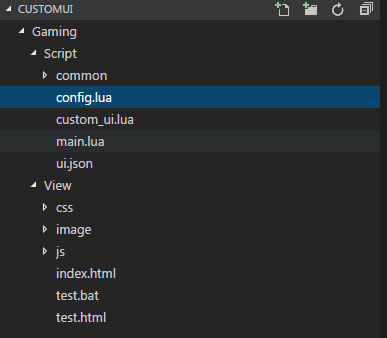 CUSTOMUI
Gaming
Script
common
config.lua
custom_ui.lua
main.lua
ui.json
View
css
image
js
index.html
test.bat
test.html